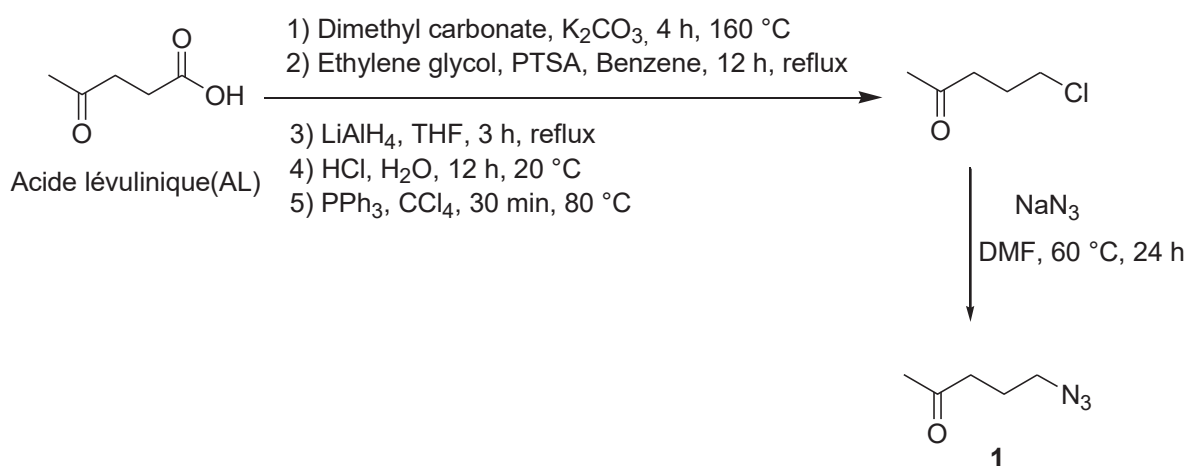 1) Dimethyl carbonate, K₂CO₃, 4 h, 160 °C
2) Ethylene glycol, PTSA, Benzene, 12 h, reflux
O
OH
O
Acide lévulinique(AL)
3) LiAlH₄, THF, 3 h, reflux
4) HCl, H₂O, 12 h, 20 °C
5) PPh₃, CCl₄, 30 min, 80 °C
Cl
O
NaN₃
DMF, 60 °C, 24 h
N₃
O
1